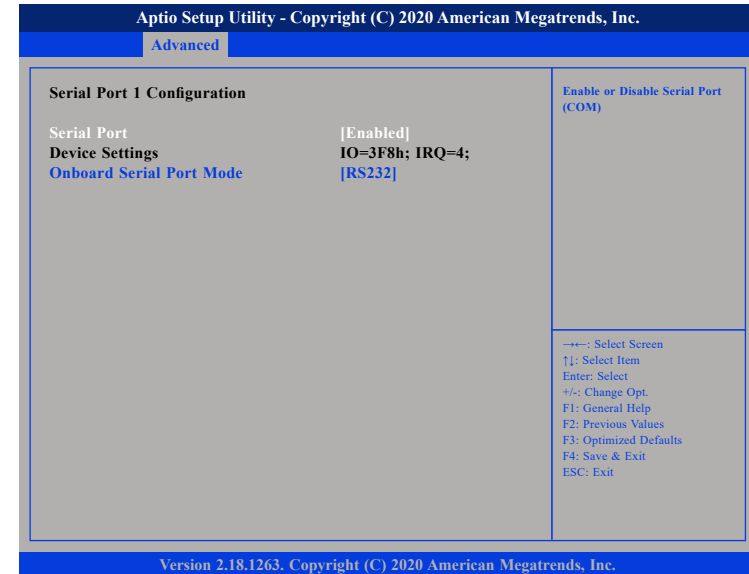 Aptio Setup Utility - Copyright (C) 2020 American Megatrends, Inc.
Advanced
Serial Port 1 Configuration
Serial Port [Enabled]
Device Settings IO=3F8h; IRQ=4;
Onboard Serial Port Mode [RS232]
Enable or Disable Serial Port
(COM)
→←: Select Screen
↑↓: Select Item
Enter: Select
+/-: Change Opt.
F1: General Help
F2: Previous Values
F3: Optimized Defaults
F4: Save & Exit
ESC: Exit
Version 2.18.1263. Copyright (C) 2020 American Megatrends, Inc.